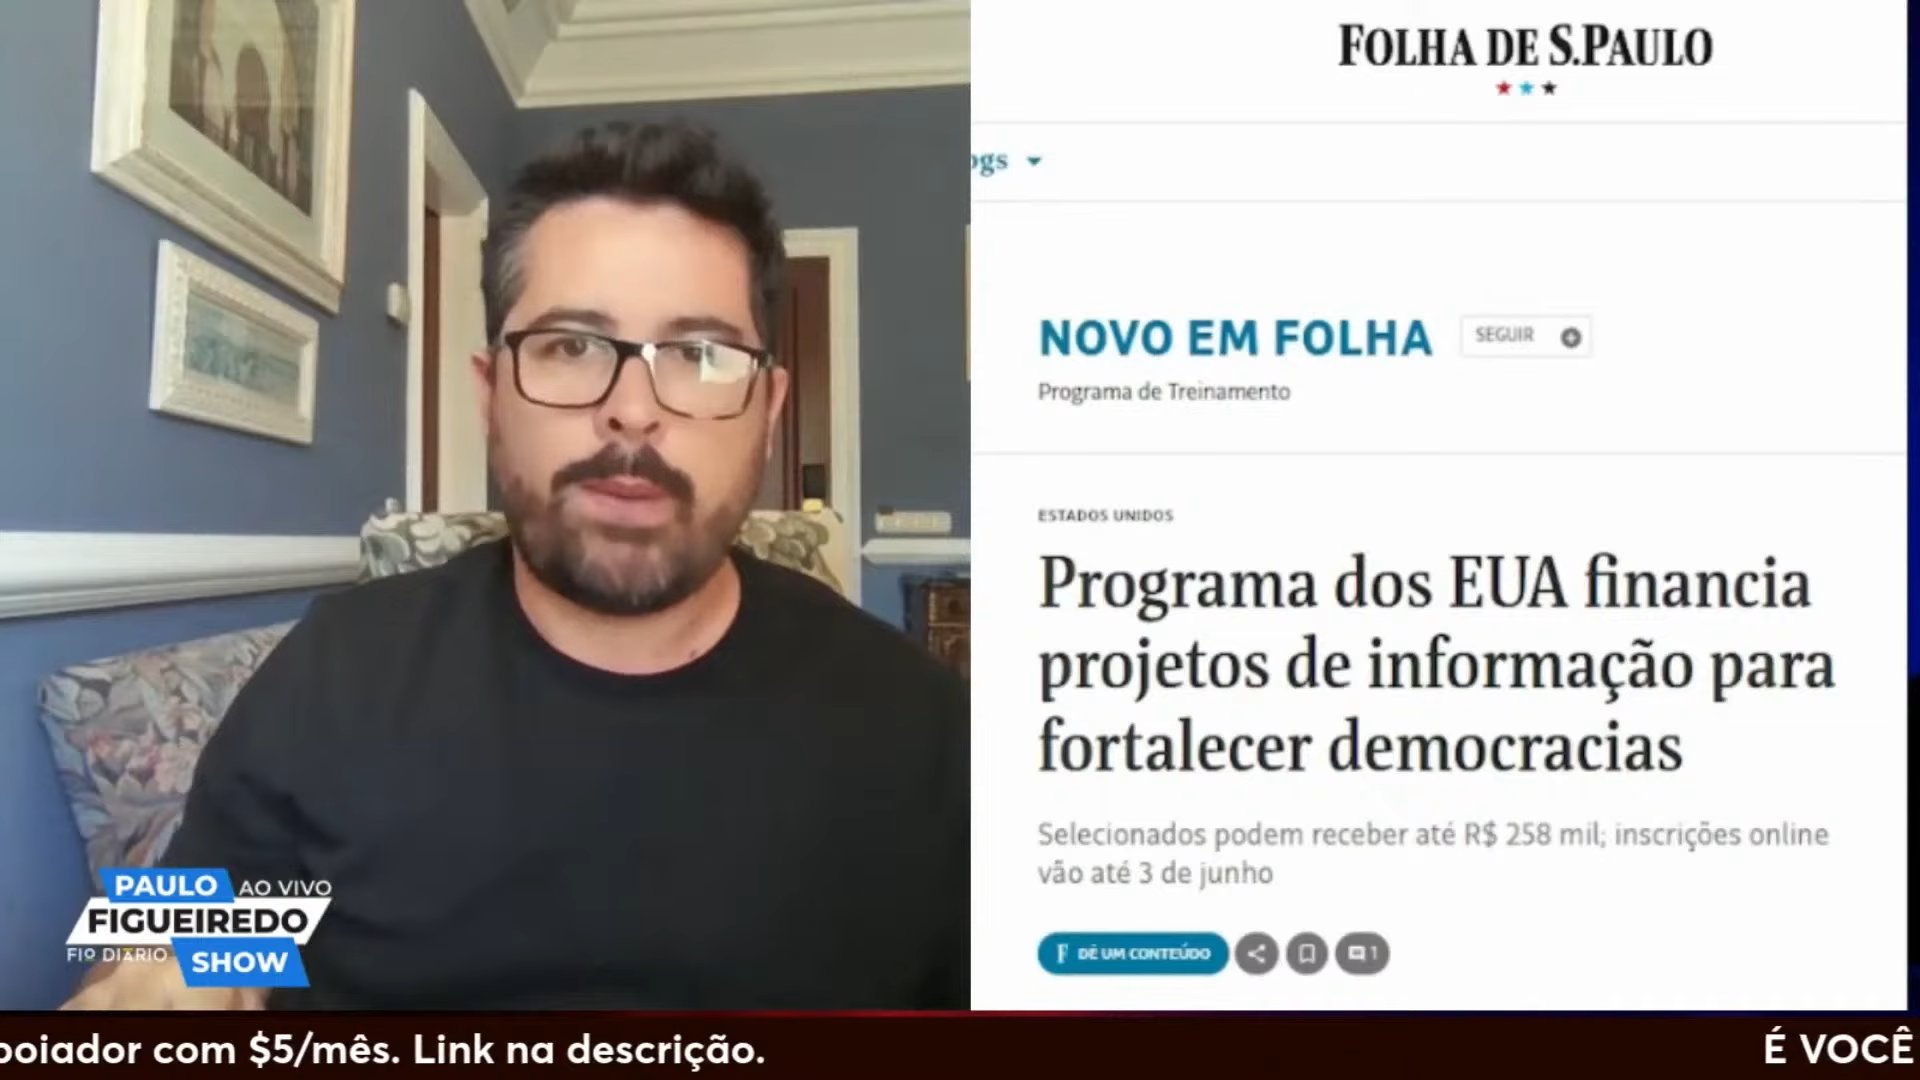 FOLHA DE S.PAULO
ogs
NOVO EM FOLHA
SEGUIR
Programa de Treinamento
ESTADOS UNIDOS
Programa dos EUA financia
projetos de informação para
fortalecer democracias
Selecionados podem receber até R$ 258 mil; inscrições online
vão até 3 de junho
F DÊ UM CONTEÚDO
1
PAULO AO VIVO
FIGUEIREDO
FIO DIÁRIO SHOW
poiador com $5/mês. Link na descrição.
É VOCÊ